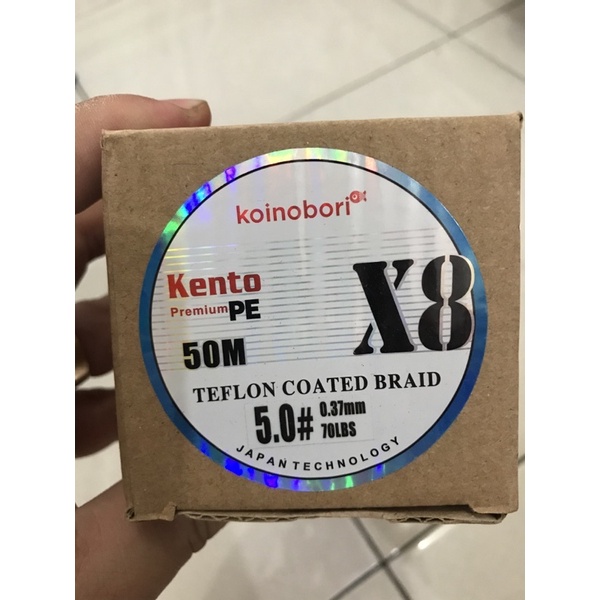 koinobori
Kento
Premium PE
X8
50M
TEFLON COATED BRAID
5.0# 0.37mm
70LBS
JAPAN TECHNOLOGY